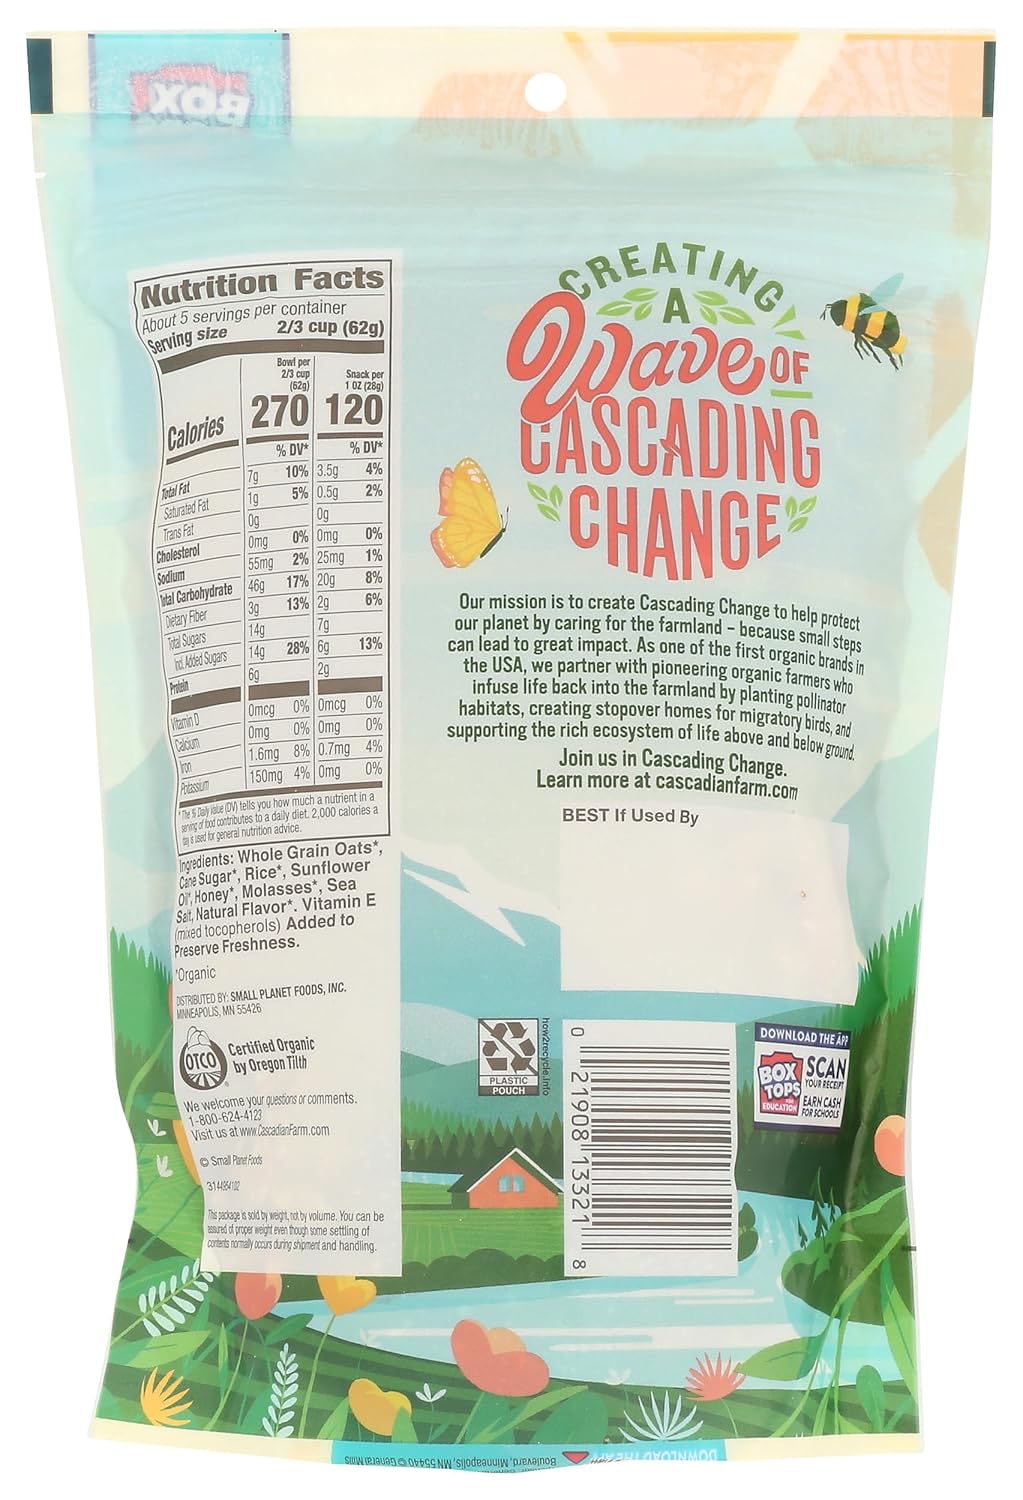 BOX
Nutrition Facts
About 5 servings per container
Serving size 2/3 cup (62g)
Bowl per 2/3 cup (62g) Snack per 1 OZ (28g)
Calories 270 120
% DV* % DV*
Total Fat 7g 10% 3.5g 4%
Saturated Fat 1g 5% 0.5g 2%
Trans Fat 0g 0g
Cholesterol 0mg 0% 0mg 0%
Sodium 55mg 2% 25mg 1%
Total Carbohydrate 46g 17% 20g 8%
Dietary Fiber 3g 13% 2g 6%
Total Sugars 14g 7g
Incl. Added Sugars 14g 28% 6g 13%
Protein 6g 2g
Vitamin D 0mcg 0% 0mcg 0%
Calcium 0mg 0% 0mg 0%
Iron 1.6mg 8% 0.7mg 4%
Potassium 150mg 4% 0mg 0%
*The % Daily Value (DV) tells you how much a nutrient in a
serving of food contributes to a daily diet. 2,000 calories a
day is used for general nutrition advice.
Ingredients: Whole Grain Oats*,
Cane Sugar*, Rice*, Sunflower
Oil*, Honey*, Molasses*, Sea
Salt, Natural Flavor*. Vitamin E
(mixed tocopherols) Added to
Preserve Freshness.
*Organic
DISTRIBUTED BY: SMALL PLANET FOODS, INC.
MINNEAPOLIS, MN 55426
OTCO
Certified Organic
by Oregon Tilth
We welcome your questions or comments.
1-800-624-4123
Visit us at www.CascadianFarm.com
© Small Planet Foods
This package is sold by weight, not by volume. You can be
assured of proper weight even though some settling of
contents normally occurs during shipment and handling.
CREATING
A
Wave OF
CASCADING
CHANGE
Our mission is to create Cascading Change to help protect
our planet by caring for the farmland – because small steps
can lead to great impact. As one of the first organic brands in
the USA, we partner with pioneering organic farmers who
infuse life back into the farmland by planting pollinator
habitats, creating stopover homes for migratory birds, and
supporting the rich ecosystem of life above and below ground.
Join us in Cascading Change.
Learn more at cascadianfarm.com
BEST If Used By
PLASTIC
POUCH
how2recycle.info
0 21908 13321 8
DOWNLOAD THE APP
BOX
TOPS
FOR
EDUCATION
SCAN
YOUR RECEIPT
EARN CASH
FOR SCHOOLS
DOWNLOAD THE APP
Boulevard, Minneapolis, MN 55440 © General Mills